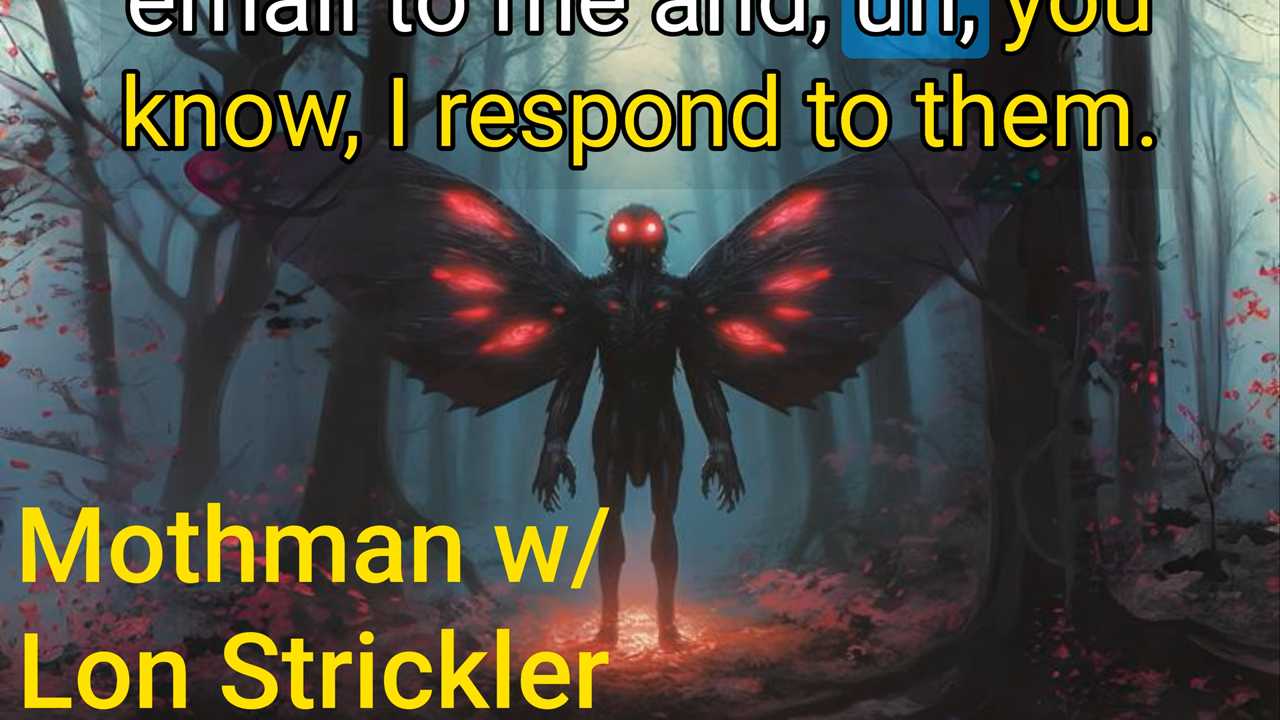 email to me and, uh, you
know, I respond to them.
Mothman w/
Lon Strickler